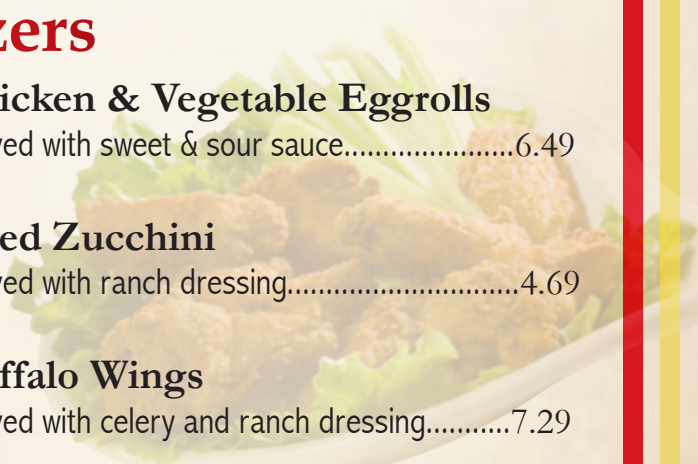 zers
icken & Vegetable Eggrolls
ved with sweet & sour sauce......................6.49
ed Zucchini
ved with ranch dressing..............................4.69
ffalo Wings
ved with celery and ranch dressing...........7.29